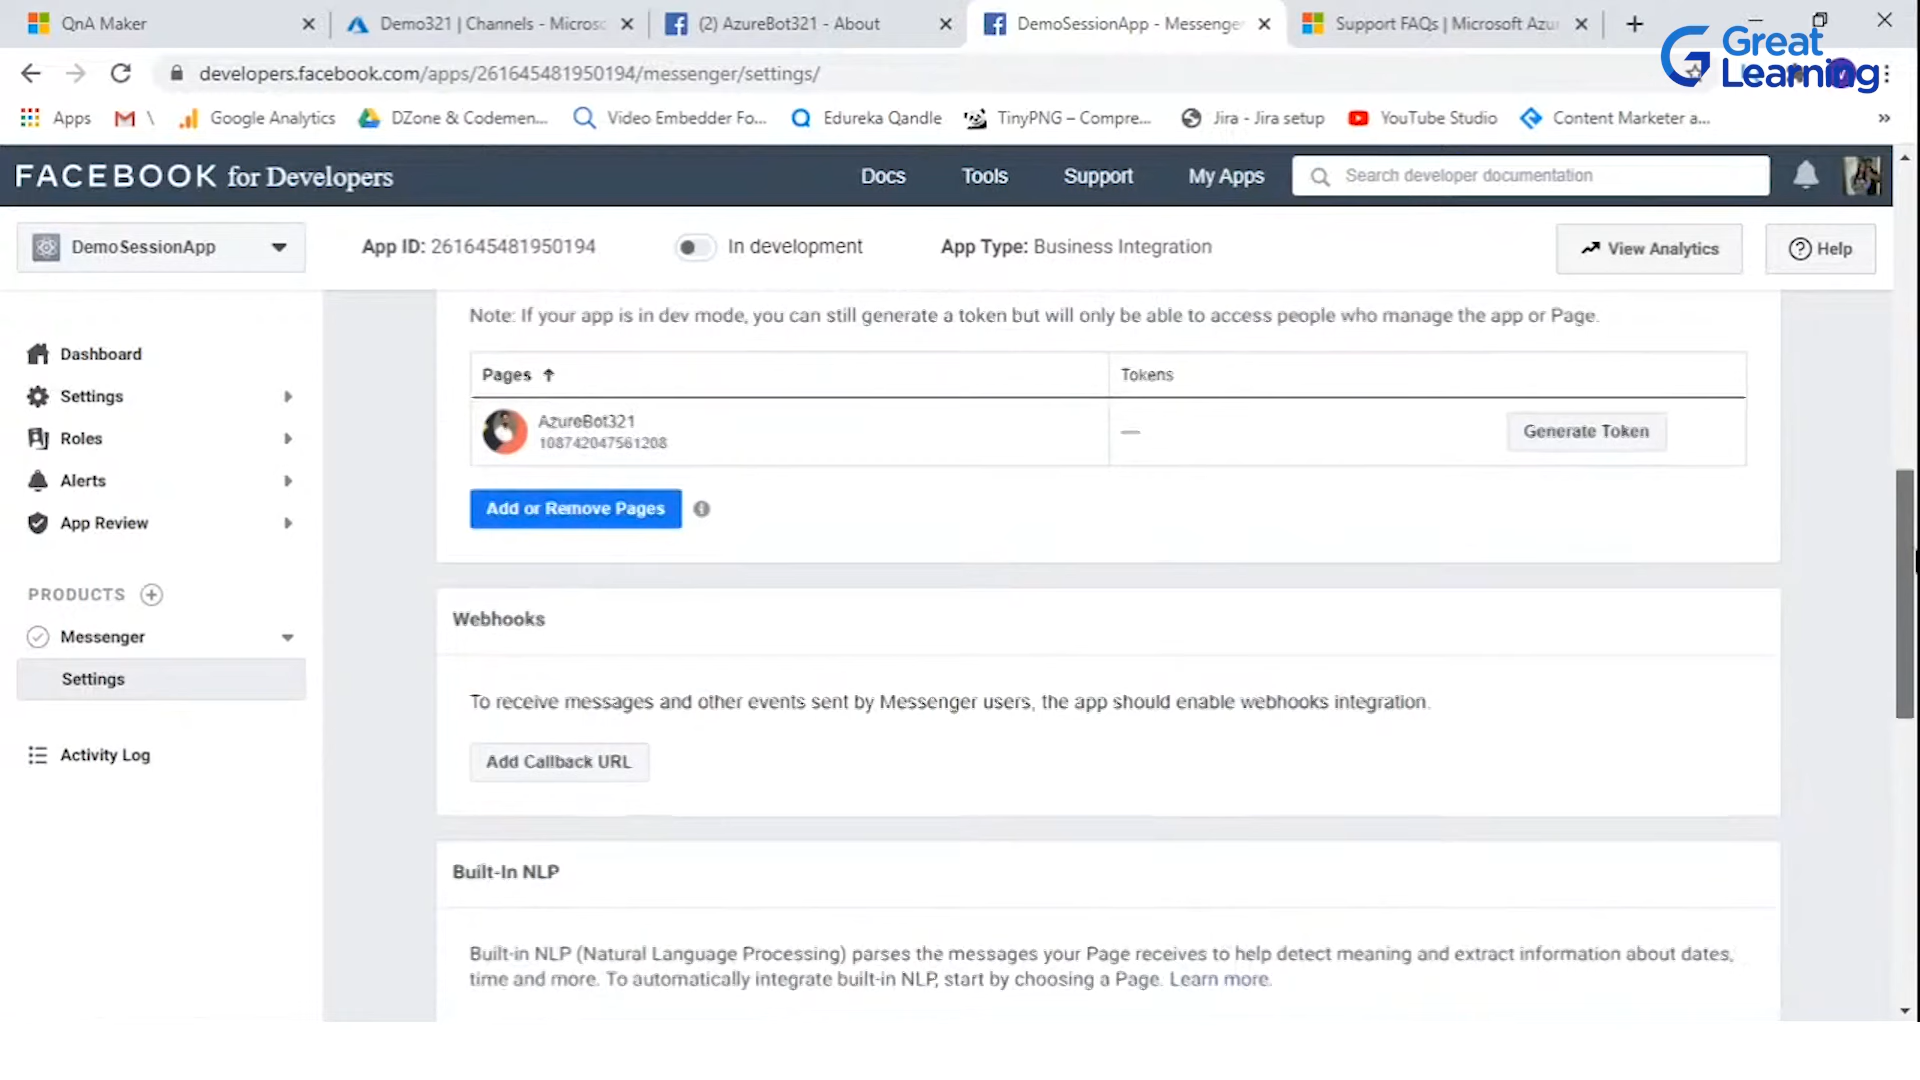 QnA Maker
Demo321 | Channels - Microsc
(2) AzureBot321 - About
DemoSessionApp - Messenger
Support FAQs | Microsoft Azu
Great
Learning
developers.facebook.com/apps/261645481950194/messenger/settings/
Apps
\
Google Analytics
DZone & Codemen...
Video Embedder Fo...
Edureka Qandle
TinyPNG – Compre...
Jira - Jira setup
YouTube Studio
Content Marketer a...
»
FACEBOOK for Developers
Docs
Tools
Support
My Apps
Search developer documentation
DemoSessionApp
App ID: 261645481950194
In development
App Type: Business Integration
View Analytics
Help
Note: If your app is in dev mode, you can still generate a token but will only be able to access people who manage the app or Page.
Dashboard
Settings
Roles
Alerts
App Review
PRODUCTS
Messenger
Settings
Activity Log
Pages
Tokens
AzureBot321
108742047561208
—
Generate Token
Add or Remove Pages
Webhooks
To receive messages and other events sent by Messenger users, the app should enable webhooks integration.
Add Callback URL
Built-In NLP
Built-in NLP (Natural Language Processing) parses the messages your Page receives to help detect meaning and extract information about dates,
time and more. To automatically integrate built-in NLP, start by choosing a Page. Learn more.